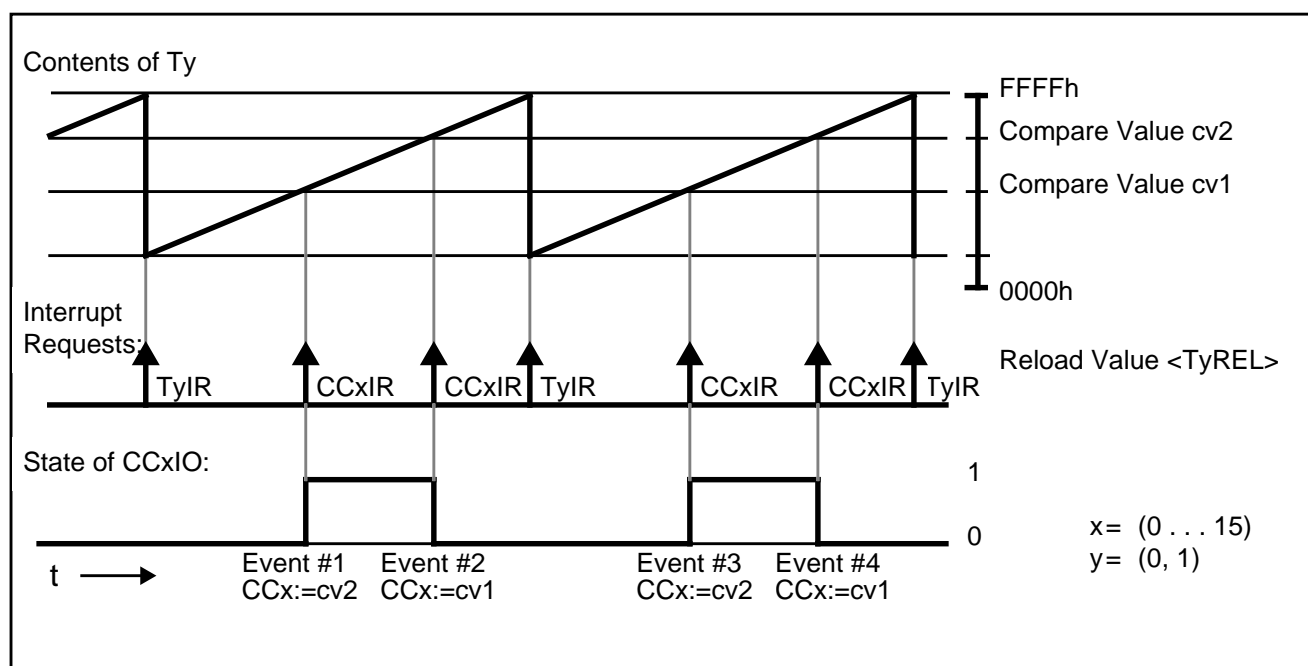 Contents of Ty
FFFFh
Compare Value cv2
Compare Value cv1
0000h
Interrupt
Requests:
Reload Value <TyREL>
TyIR CCxIR CCxIR TyIR CCxIR CCxIR TyIR
State of CCxIO:
1
0
x= (0 . . . 15)
y= (0, 1)
Event #1 Event #2 Event #3 Event #4
CCx:=cv2 CCx:=cv1 CCx:=cv2 CCx:=cv1
t